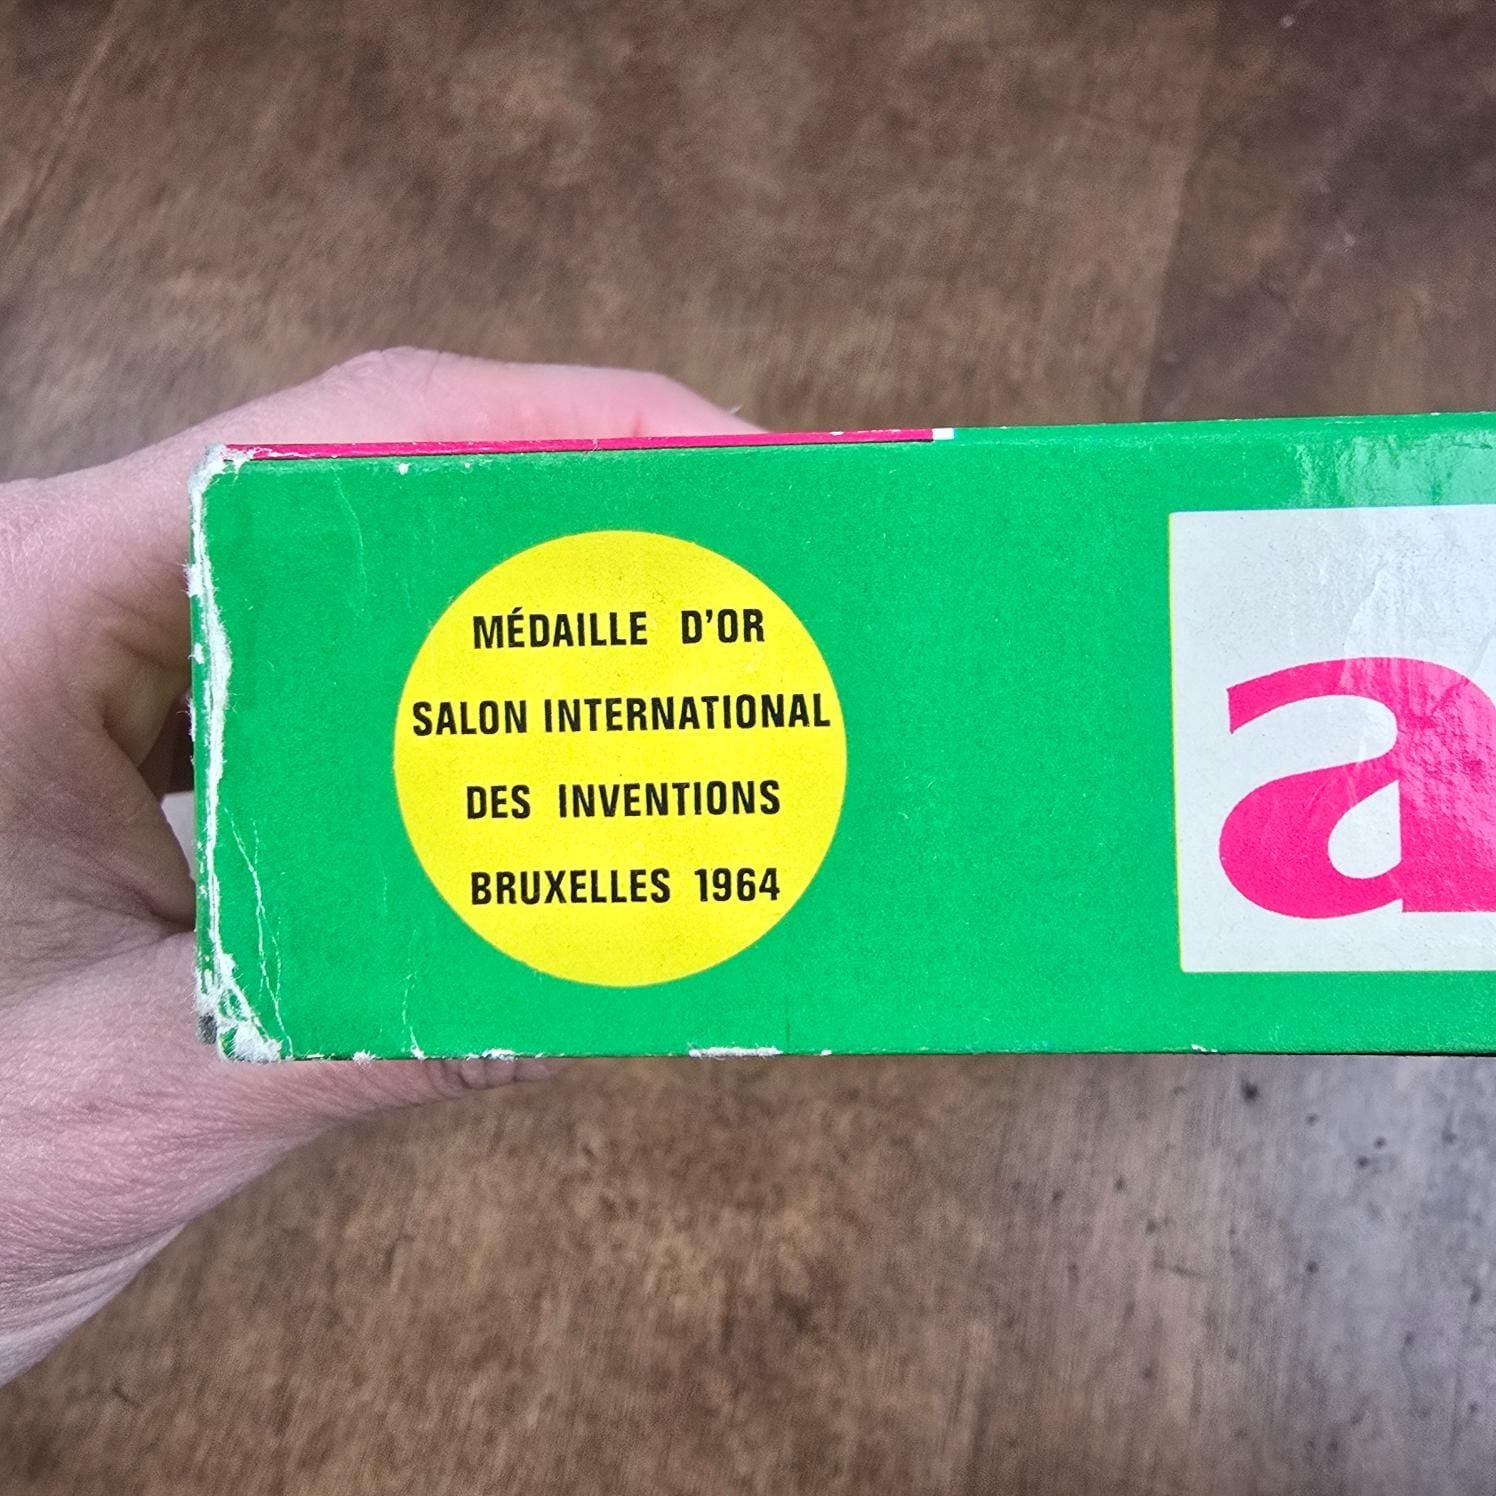 MÉDAILLE D'OR
SALON INTERNATIONAL
DES INVENTIONS
BRUXELLES 1964
a